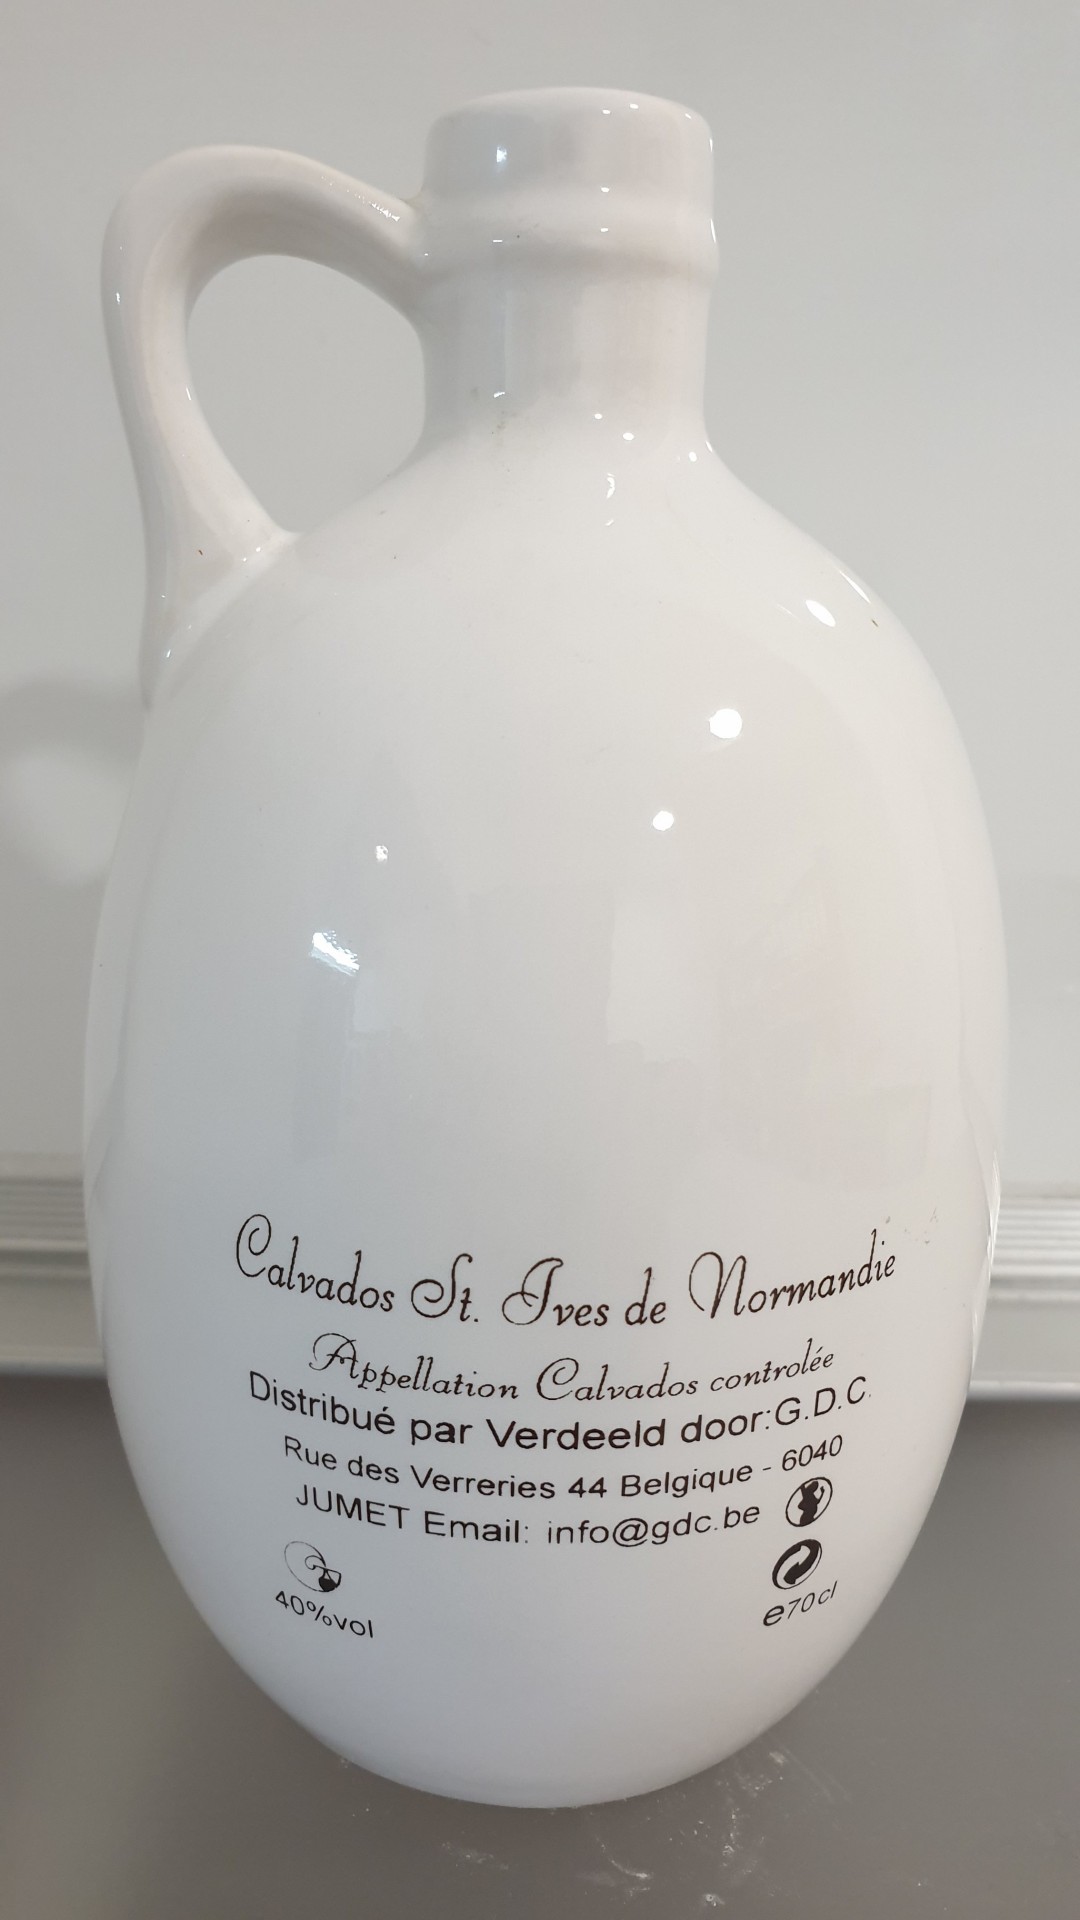 Calvados St. Ives de Normandie
Appellation Calvados controlée
Distribué par Verdeeld door:G.D.C.
Rue des Verreries 44 Belgique - 6040
JUMET Email: info@gdc.be
40%vol
e70cl